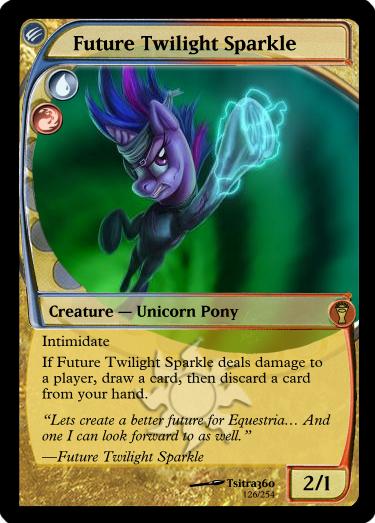 Future Twilight Sparkle
Creature — Unicorn Pony
Intimidate
If Future Twilight Sparkle deals damage to
a player, draw a card, then discard a card
from your hand.
“Lets create a better future for Equestria… And
one I can look forward to as well.”
—Future Twilight Sparkle
Tsitra360
126/254
2/1